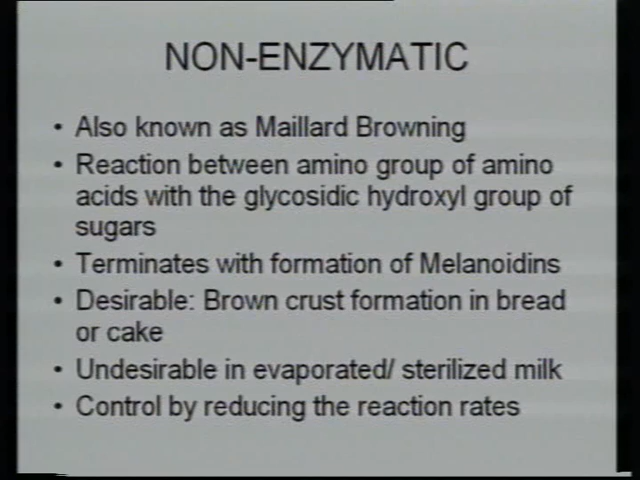 NON-ENZYMATIC
• Also known as Maillard Browning
• Reaction between amino group of amino
acids with the glycosidic hydroxyl group of
sugars
• Terminates with formation of Melanoidins
• Desirable: Brown crust formation in bread
or cake
• Undesirable in evaporated/ sterilized milk
• Control by reducing the reaction rates